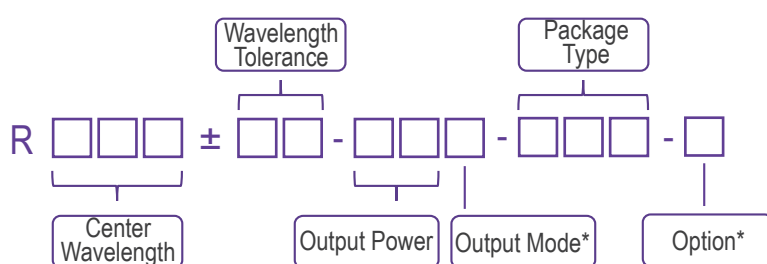 Wavelength
Tolerance
Package
Type
R ± - - -
Center
Wavelength
Output Power
Output Mode*
Option*